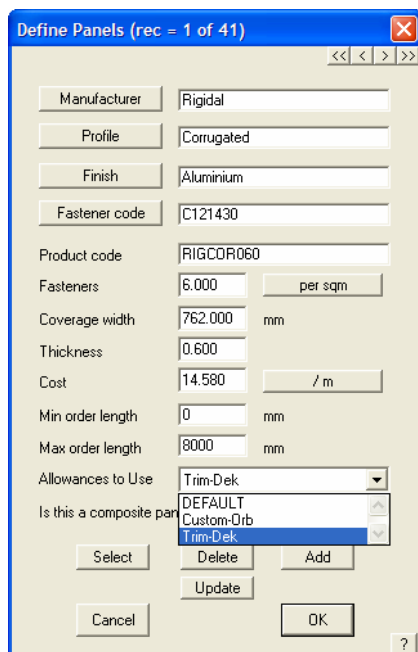 Define Panels (rec = 1 of 41)
<< < > >>
Manufacturer Rigidal
Profile Corrugated
Finish Aluminium
Fastener code C121430
Product code RIGCOR060
Fasteners 6.000 per sqm
Coverage width 762.000 mm
Thickness 0.600
Cost 14.580 / m
Min order length 0 mm
Max order length 8000 mm
Allowances to Use Trim-Dek
DEFAULT
Is this a composite pan Custom-Orb
Trim-Dek
Select Delete Add
Update
Cancel OK
?